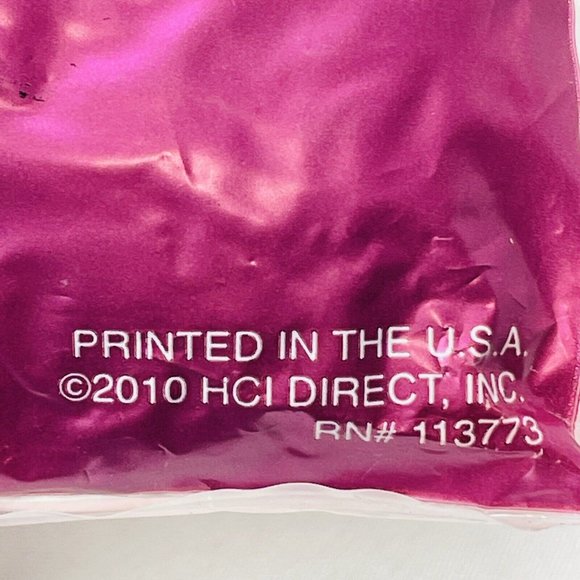 PRINTED IN THE U.S.A.
©2010 HCI DIRECT, INC.
RN# 113773